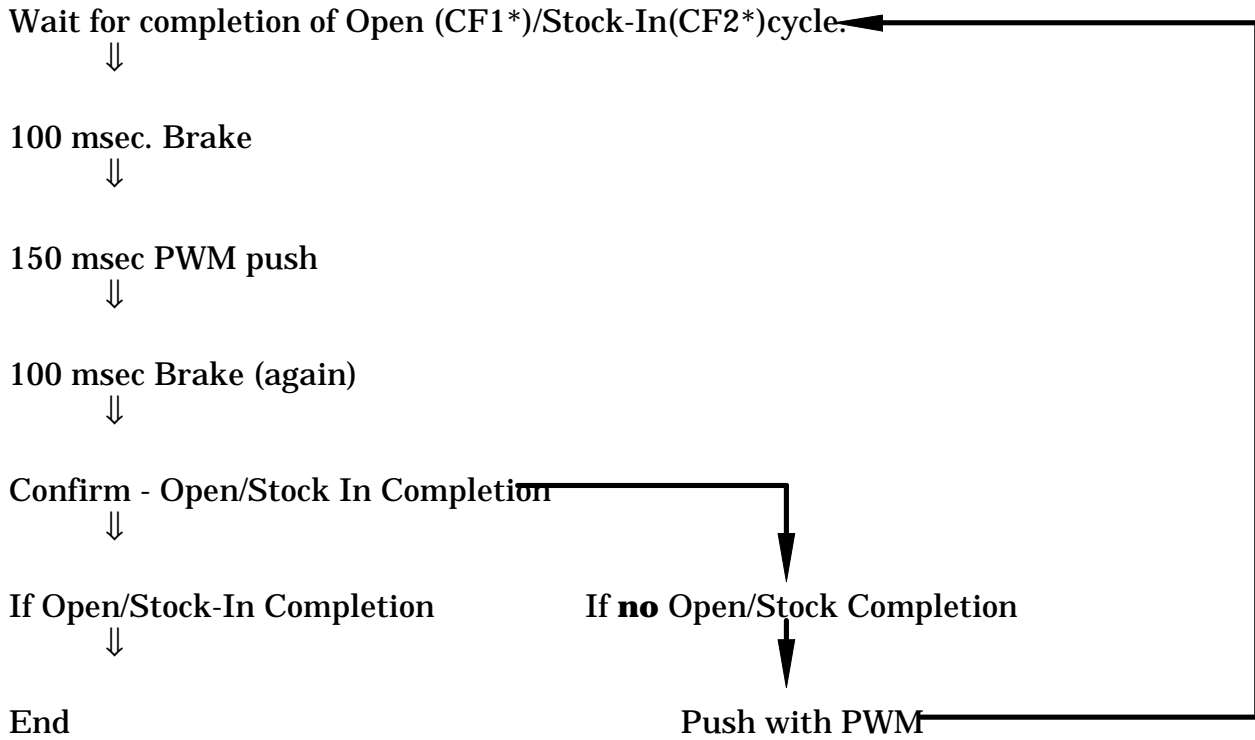 Wait for completion of Open (CF1*)/Stock-In(CF2*)cycle.
⇓
100 msec. Brake
⇓
150 msec PWM push
⇓
100 msec Brake (again)
⇓
Confirm - Open/Stock In Completion
⇓
If Open/Stock-In Completion If no Open/Stock Completion
⇓
End Push with PWM